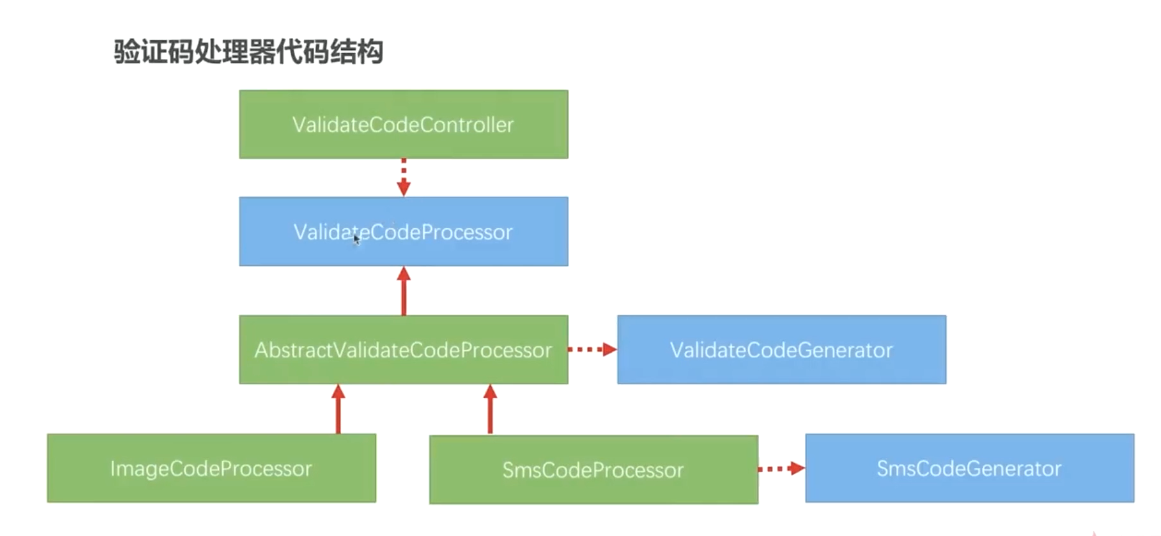 验证码处理器代码结构
ValidateCodeController
ValidateCodeProcessor
AbstractValidateCodeProcessor
ValidateCodeGenerator
ImageCodeProcessor
SmsCodeProcessor
SmsCodeGenerator